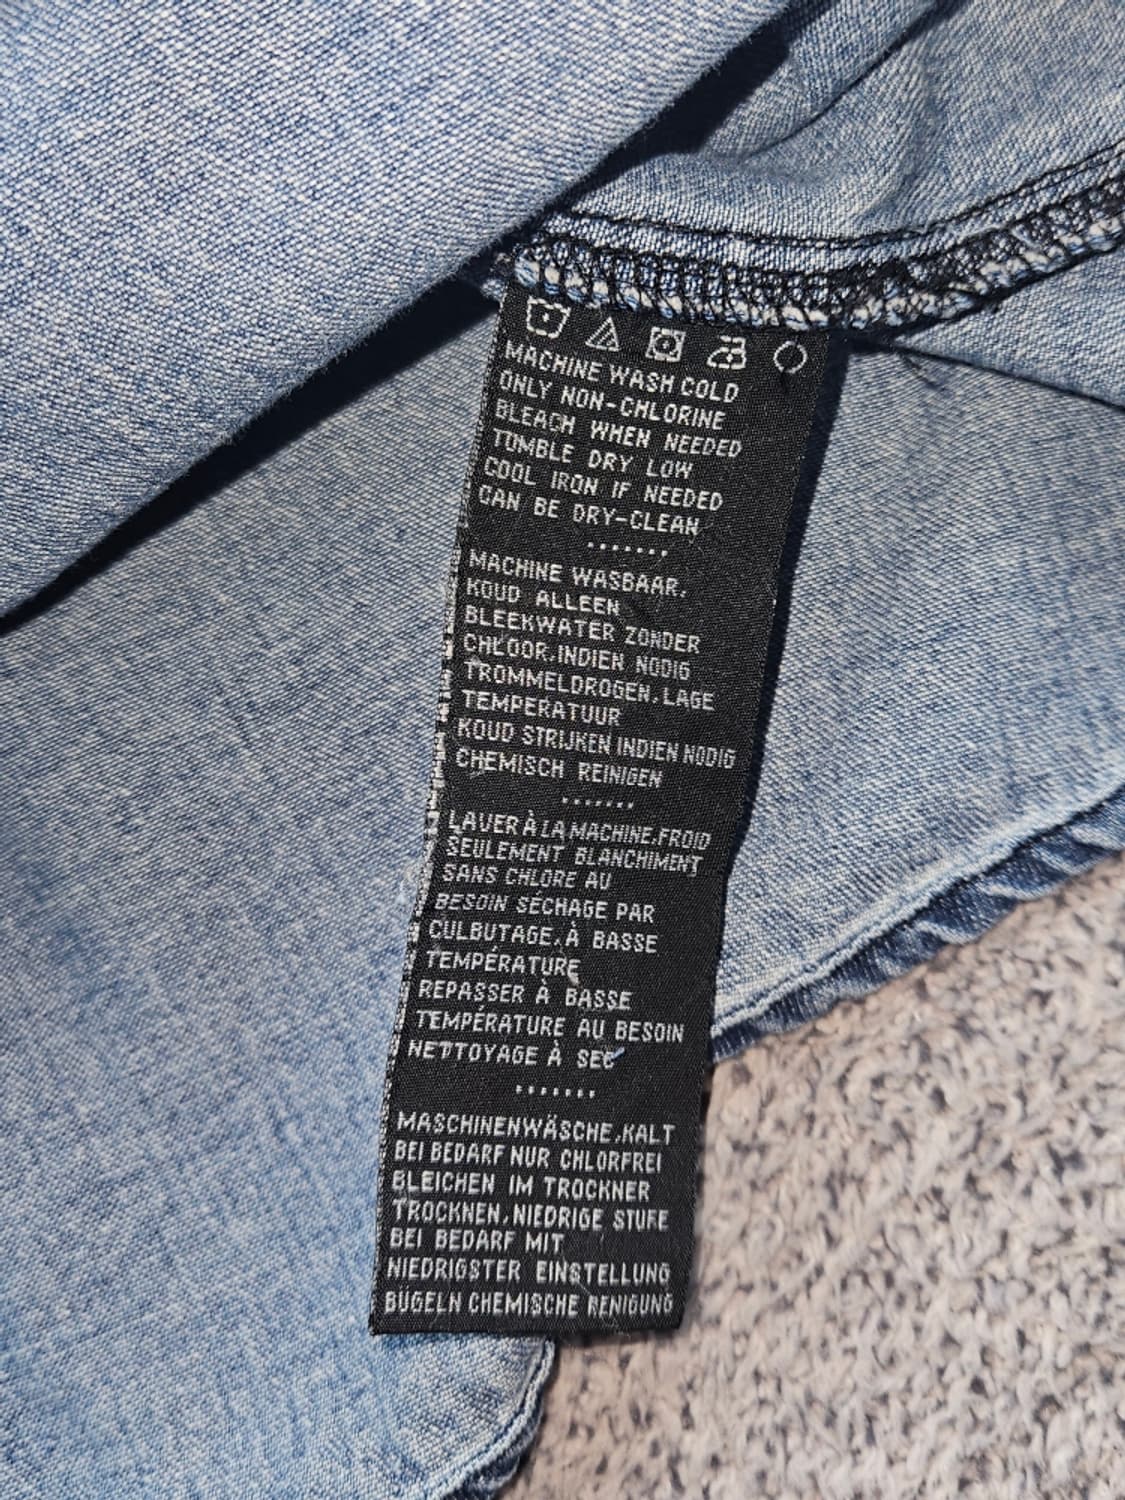 MACHINE WASH COLD
ONLY NON-CHLORINE
BLEACH WHEN NEEDED
TUMBLE DRY LOW
COOL IRON IF NEEDED
CAN BE DRY-CLEAN
.......
MACHINE WASBAAR,
KOUD ALLEEN
BLEEKWATER ZONDER
CHLOOR,INDIEN NODIG
TROMMELDROGEN,LAGE
TEMPERATUUR
KOUD STRIJKEN INDIEN NODIG
CHEMISCH REINIGEN
.......
LAVER À LA MACHINE,FROID
SEULEMENT BLANCHIMENT
SANS CHLORE AU
BESOIN SÉCHAGE PAR
CULBUTAGE,À BASSE
TEMPÉRATURE
REPASSER À BASSE
TEMPÉRATURE AU BESOIN
NETTOYAGE À SEC
.......
MASCHINENWÄSCHE,KALT
BEI BEDARF NUR CHLORFREI
BLEICHEN IM TROCKNER
TROCKNEN,NIEDRIGE STUFE
BEI BEDARF MIT
NIEDRIGSTER EINSTELLUNG
BÜGELN CHEMISCHE RENIGUNG